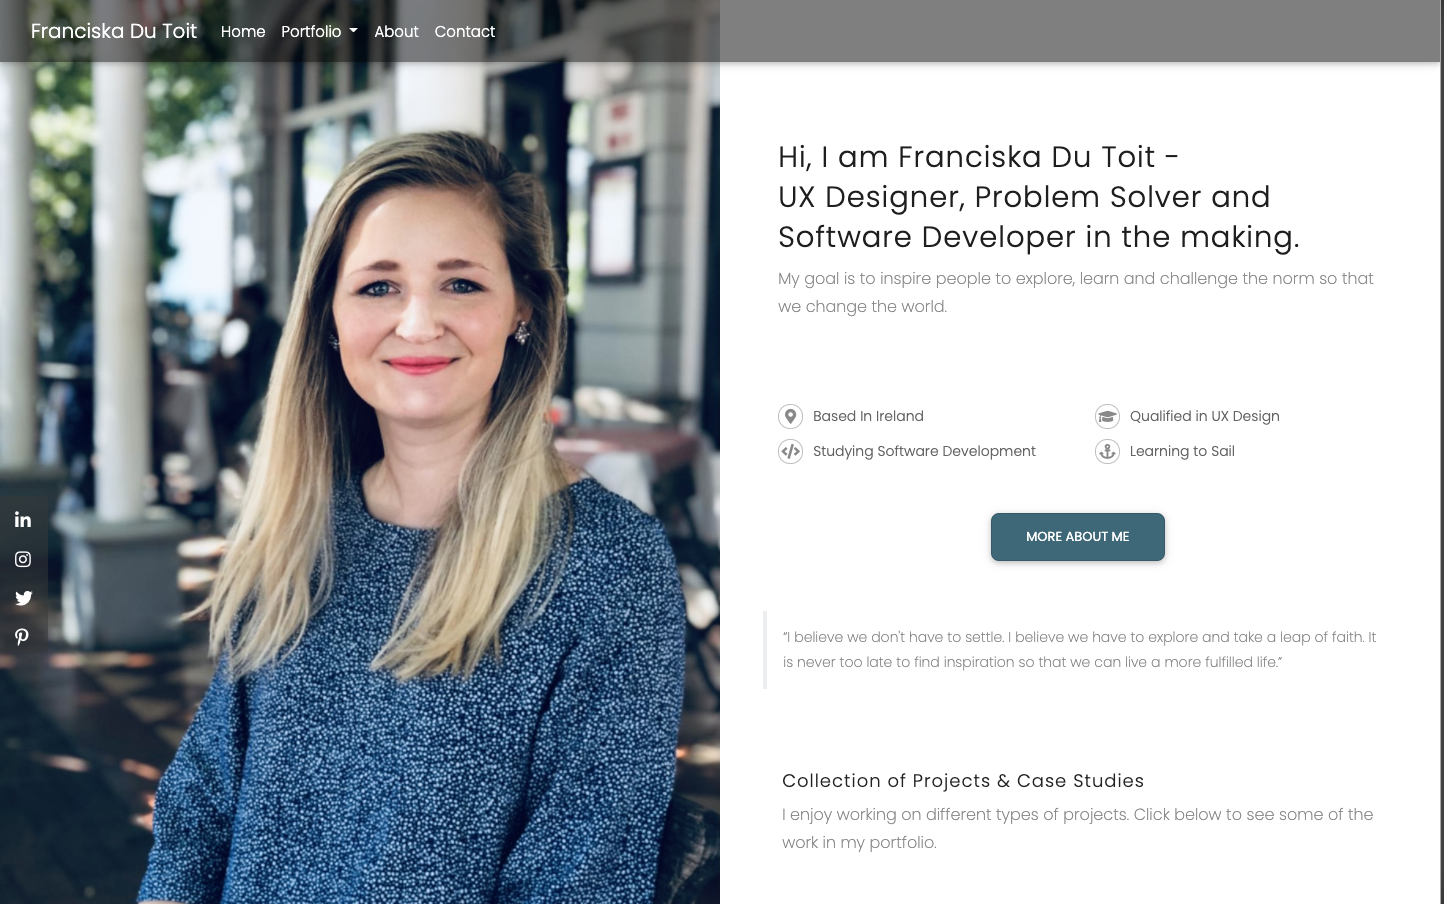 Franciska Du Toit Home Portfolio About Contact
Hi, I am Franciska Du Toit -
UX Designer, Problem Solver and
Software Developer in the making.
My goal is to inspire people to explore, learn and challenge the norm so that
we change the world.
Based In Ireland
Qualified in UX Design
Studying Software Development
Learning to Sail
MORE ABOUT ME
“I believe we don't have to settle. I believe we have to explore and take a leap of faith. It
is never too late to find inspiration so that we can live a more fulfilled life.”
Collection of Projects & Case Studies
I enjoy working on different types of projects. Click below to see some of the
work in my portfolio.